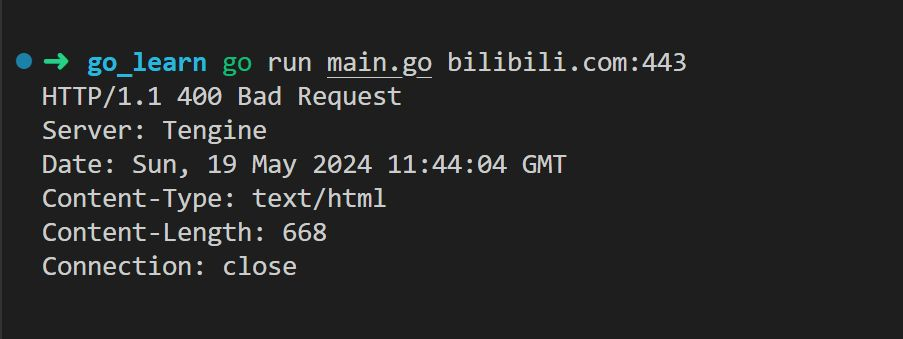 ➜ go_learn go run main.go bilibili.com:443
HTTP/1.1 400 Bad Request
Server: Tengine
Date: Sun, 19 May 2024 11:44:04 GMT
Content-Type: text/html
Content-Length: 668
Connection: close